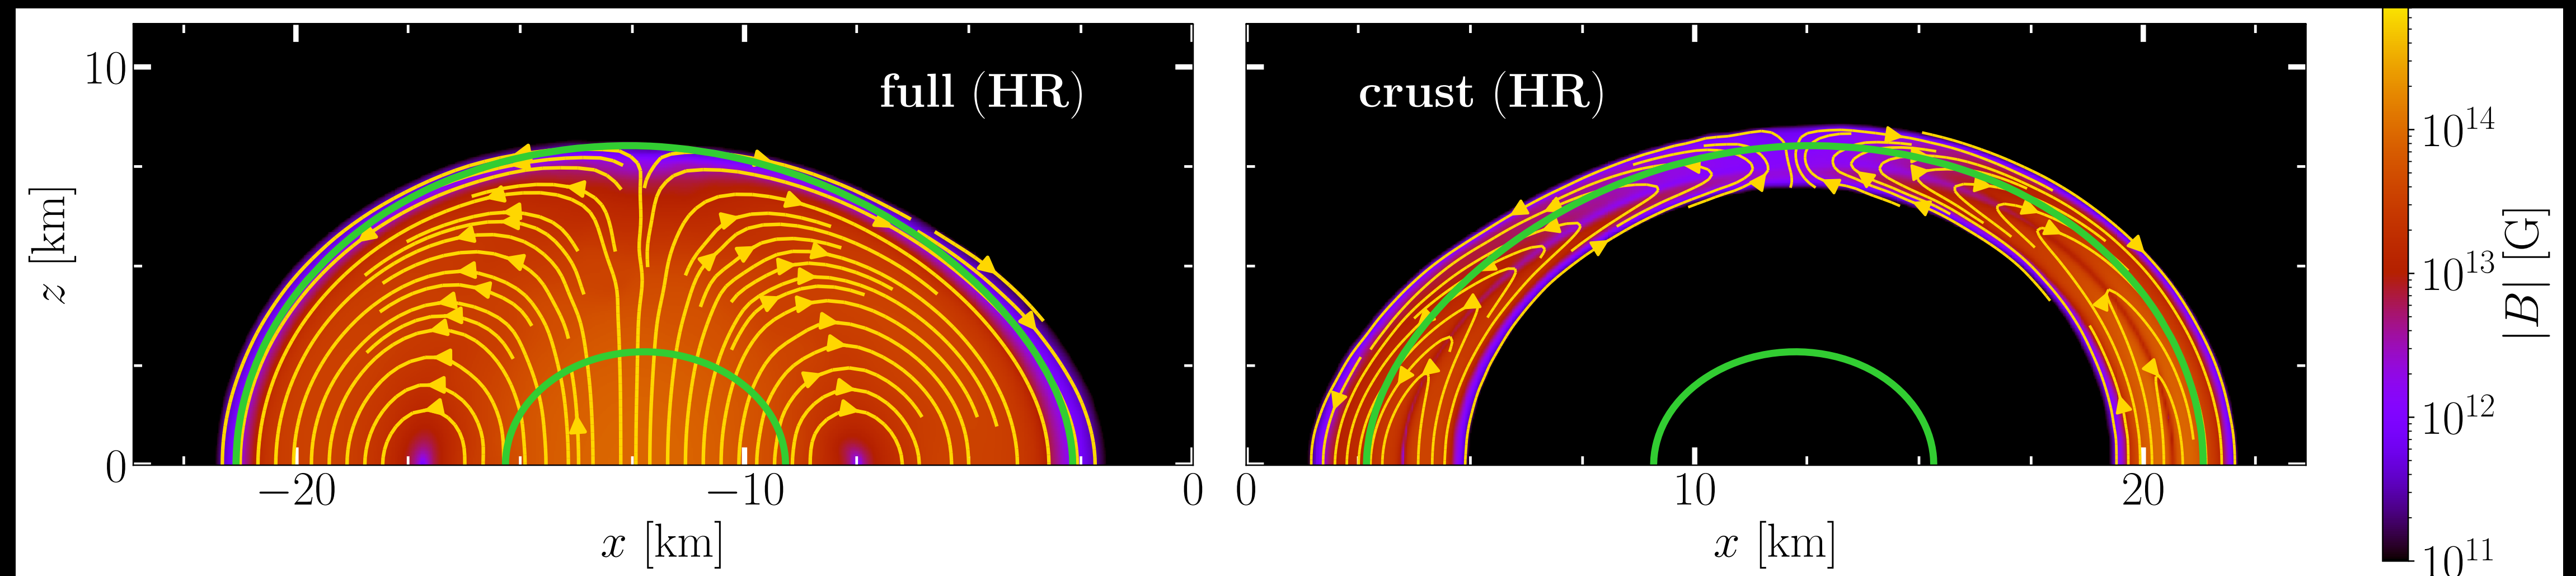 full (HR)
crust (HR)
10
0
z [km]
−20
−10
0
x [km]
0
10
20
x [km]
10^14
10^13
10^12
10^11
|B| [G]